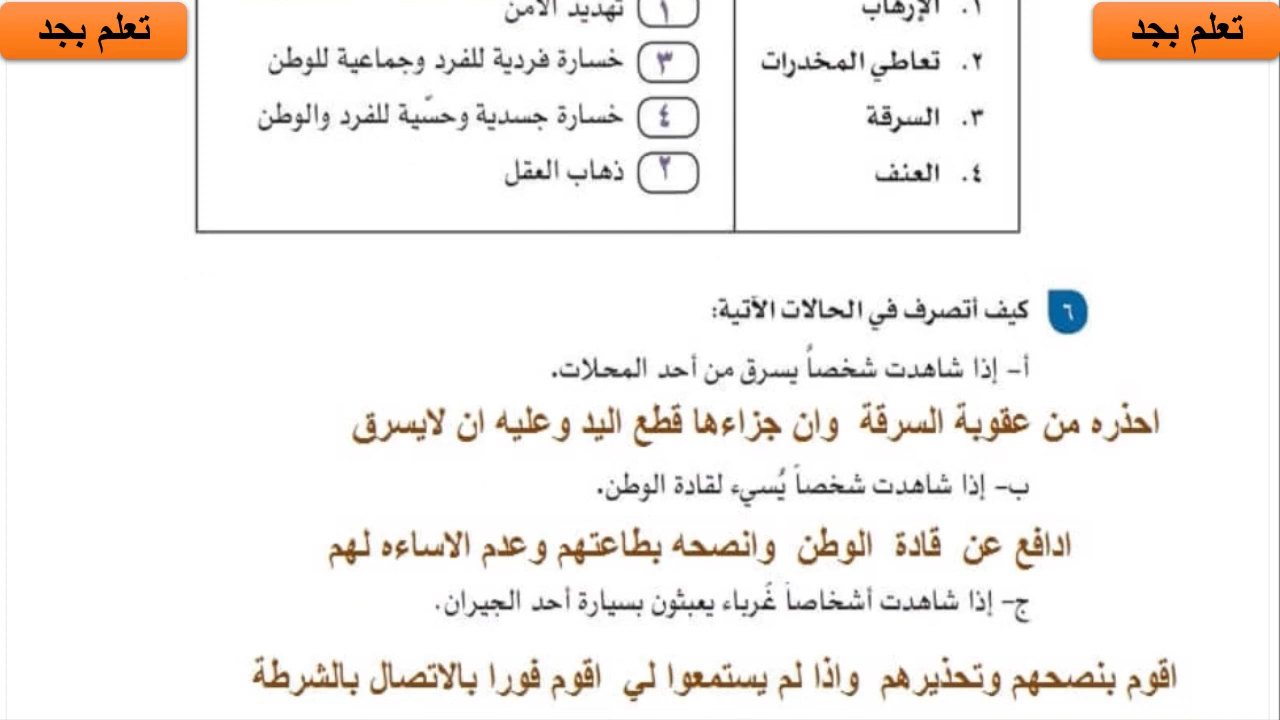 تعلم بجد
تعلم بجد
١. الإرهاب
١ تهديد الأمن
٢. تعاطي المخدرات
٣ خسارة فردية للفرد وجماعية للوطن
٣. السرقة
٤ خسارة جسدية وحسّية للفرد والوطن
٤. العنف
٢ ذهاب العقل
٦ كيف أتصرف في الحالات الآتية:
أ- إذا شاهدت شخصاً يسرق من أحد المحلات.
احذره من عقوبة السرقة وان جزاءها قطع اليد وعليه ان لايسرق
ب- إذا شاهدت شخصاً يُسيء لقادة الوطن.
ادافع عن قادة الوطن وانصحه بطاعتهم وعدم الاساءه لهم
ج- إذا شاهدت أشخاصاً غَرباء يعبثون بسيارة أحد الجيران.
اقوم بنصحهم وتحذيرهم واذا لم يستمعوا لي اقوم فورا بالاتصال بالشرطة